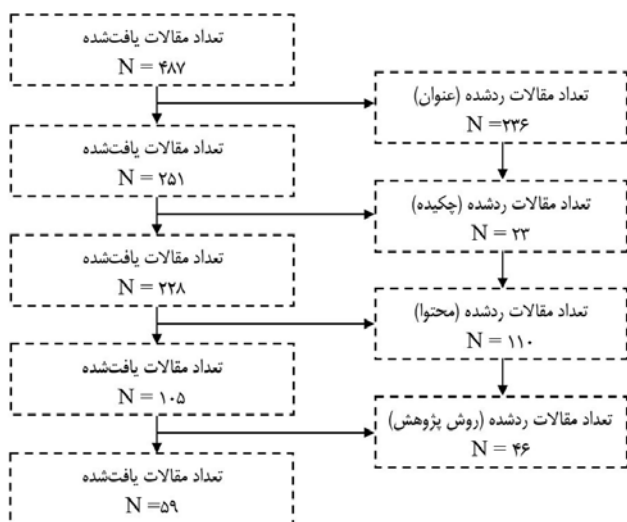 تعداد مقالات یافت‌شده
N = ۴۸۷
تعداد مقالات ردشده (عنوان)
N =۲۳۶
تعداد مقالات یافت‌شده
N = ۲۵۱
تعداد مقالات ردشده (چکیده)
N = ۲۳
تعداد مقالات یافت‌شده
N = ۲۲۸
تعداد مقالات ردشده (محتوا)
N = ۱۱۰
تعداد مقالات یافت‌شده
N = ۱۰۵
تعداد مقالات ردشده (روش پژوهش)
N = ۴۶
تعداد مقالات یافت‌شده
N =۵۹